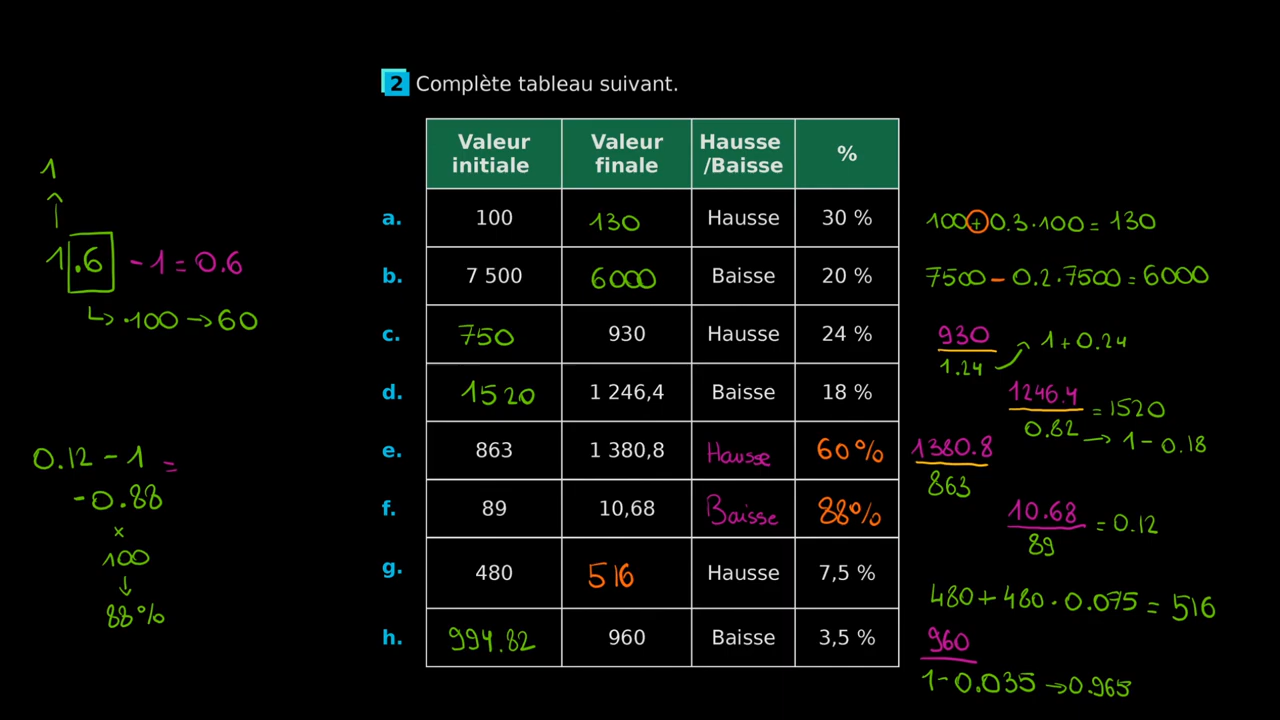 2 Complète tableau suivant.
Valeur initiale Valeur finale Hausse /Baisse %
a. 100 130 Hausse 30 %
b. 7 500 6000 Baisse 20 %
c. 750 930 Hausse 24 %
d. 1520 1 246,4 Baisse 18 %
e. 863 1 380,8 Hausse 60%
f. 89 10,68 Baisse 88%
g. 480 516 Hausse 7,5 %
h. 994.82 960 Baisse 3,5 %
1
↑
1.6 - 1 = 0.6
↳ ·100 → 60
0.12 - 1 =
-0.88
x
100
↓
88%
100 + 0.3·100 = 130
7500 - 0.2·7500 = 6000
930
1.24 → 1 + 0.24
1246.4
0.82 → 1 - 0.18
= 1520
1380.8
863
10.68
89
= 0.12
480 + 480 · 0.075 = 516
960
1 - 0.035 → 0.965